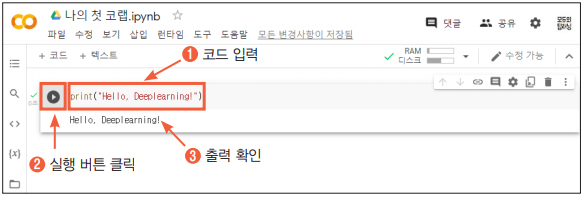 나의 첫 코랩.ipynb
댓글 공유
파일 수정 보기 삽입 런타임 도구 도움말 모든 변경사항이 저장됨
+ 코드 + 텍스트
RAM
디스크
수정 가능
1 코드 입력
print("Hello, Deeplearning!")
Hello, Deeplearning!
{x}
2 실행 버튼 클릭
3 출력 확인